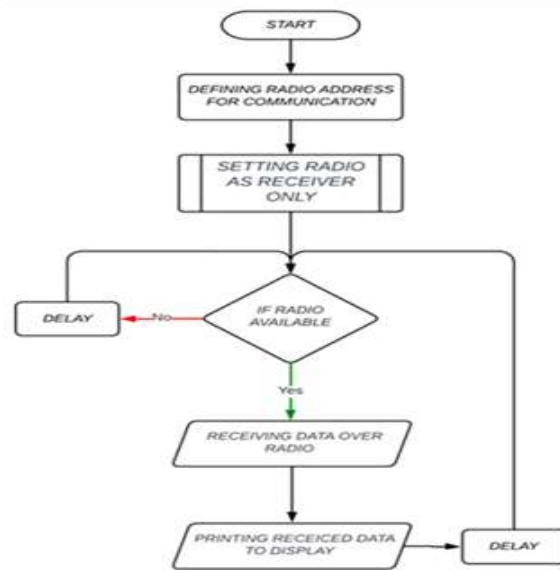 START
DEFINING RADIO ADDRESS
FOR COMMUNICATION
SETTING RADIO
AS RECEIVER
ONLY
IF RADIO
AVAILABLE
No
DELAY
Yes
RECEIVING DATA OVER
RADIO
PRINTING RECEICED DATA
TO DISPLAY
DELAY